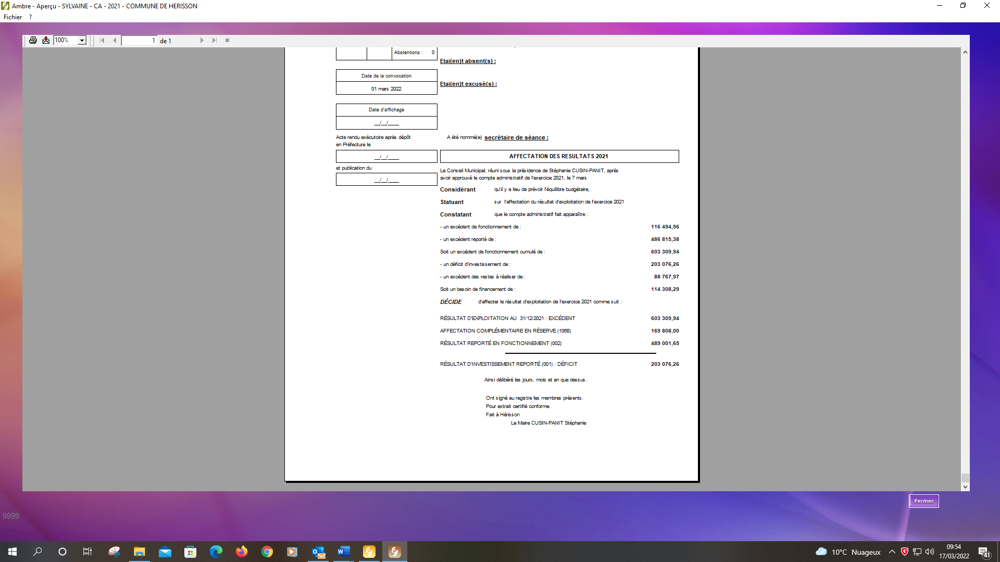 Ambre - Aperçu - SYLVAINE - CA - 2021 - COMMUNE DE HERISSON
Fichier ?
100% 1 de 1
Abstentions : 0
Etai(en)t absent(s) :
Date de la convocation
01 mars 2022
Etai(en)t excusé(s) :
Date d'affichage
__/__/____
Acte rendu exécutoire après dépôt
en Préfecture le
A été nommé(e) secrétaire de séance :
__/__/____
AFFECTATION DES RESULTATS 2021
et publication du
__/__/____
Le Conseil Municipal, réuni sous la présidence de Stéphanie CUSIN-PANIT, après
avoir approuvé le compte administratif de l'exercice 2021, le 7 mars
Considérant qu'il y a lieu de prévoir l'équilibre budgétaire,
Statuant sur l'affectation du résultat d'exploitation de l'exercice 2021
Constatant que le compte administratif fait apparaître :
- un excédent de fonctionnement de : 116 494,56
- un excédent reporté de : 486 815,38
Soit un excédent de fonctionnement cumulé de : 603 309,94
- un déficit d'investissement de : 203 076,26
- un excédent des restes à réaliser de : 88 767,97
Soit un besoin de financement de : 114 308,29
DÉCIDE d'affecter le résultat d'exploitation de l'exercice 2021 comme suit :
RÉSULTAT D'EXPLOITATION AU 31/12/2021 : EXCÉDENT 603 309,94
AFFECTATION COMPLÉMENTAIRE EN RÉSERVE (1068) 169 808,00
RÉSULTAT REPORTÉ EN FONCTIONNEMENT (002) 489 001,65
RÉSULTAT D'INVESTISSEMENT REPORTÉ (001) : DÉFICIT 203 076,26
Ainsi délibéré les jours, mois et an que dessus.
Ont signé au registre les membres présents.
Pour extrait certifié conforme.
Fait à Hérisson
Le Maire CUSIN-PANIT Stéphanie
Fermer
9999
10°C Nuageux
09:54
17/03/2022
41